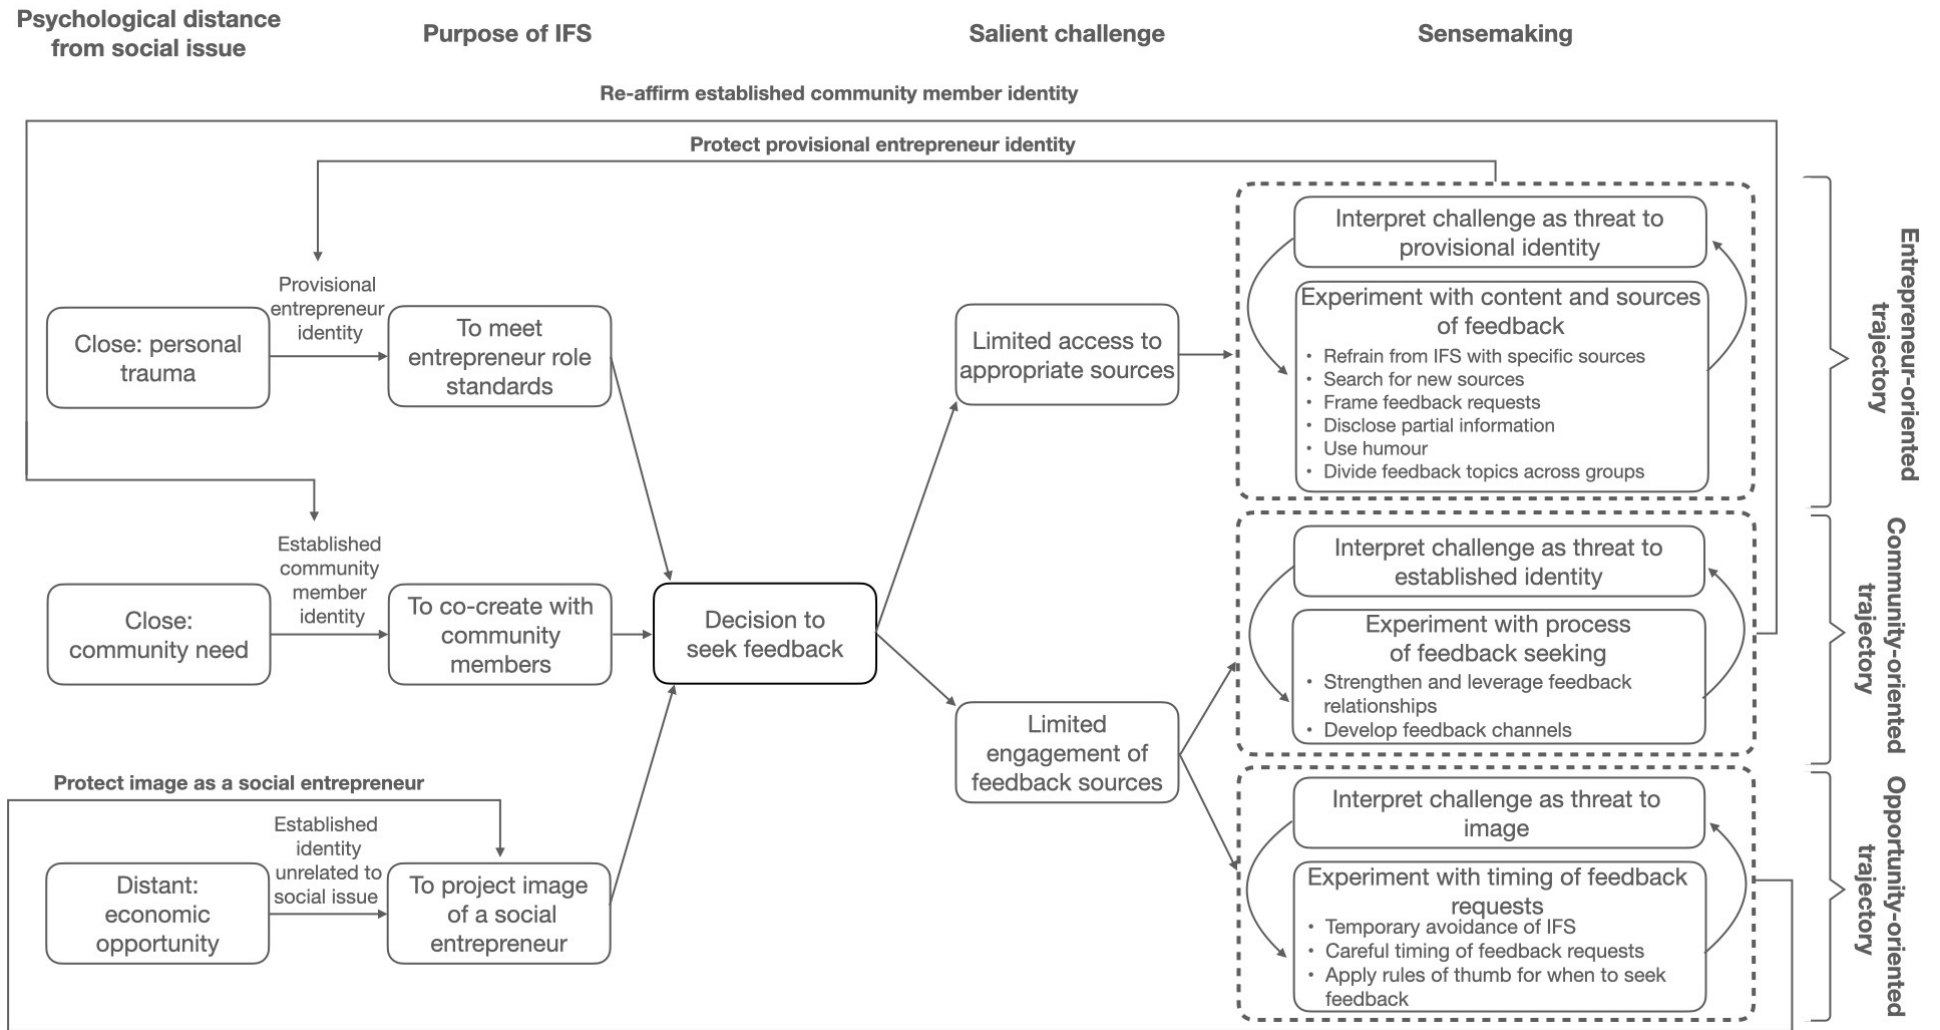 Psychological distance
from social issue
Purpose of IFS
Salient challenge
Sensemaking
Re-affirm established community member identity
Protect provisional entrepreneur identity
Provisional
entrepreneur
identity
Close: personal
trauma
To meet
entrepreneur role
standards
Limited access to
appropriate sources
Interpret challenge as threat to
provisional identity
Experiment with content and sources
of feedback
• Refrain from IFS with specific sources
• Search for new sources
• Frame feedback requests
• Disclose partial information
• Use humour
• Divide feedback topics across groups
Entrepreneur-oriented
trajectory
Established
community
member
identity
Close:
community need
To co-create with
community
members
Decision to
seek feedback
Interpret challenge as threat to
established identity
Experiment with process
of feedback seeking
• Strengthen and leverage feedback
relationships
• Develop feedback channels
Community-oriented
trajectory
Limited
engagement of
feedback sources
Protect image as a social entrepreneur
Established
identity
unrelated to
social issue
Distant:
economic
opportunity
To project image
of a social
entrepreneur
Interpret challenge as threat to
image
Experiment with timing of feedback
requests
• Temporary avoidance of IFS
• Careful timing of feedback requests
• Apply rules of thumb for when to seek
feedback
Opportunity-oriented
trajectory